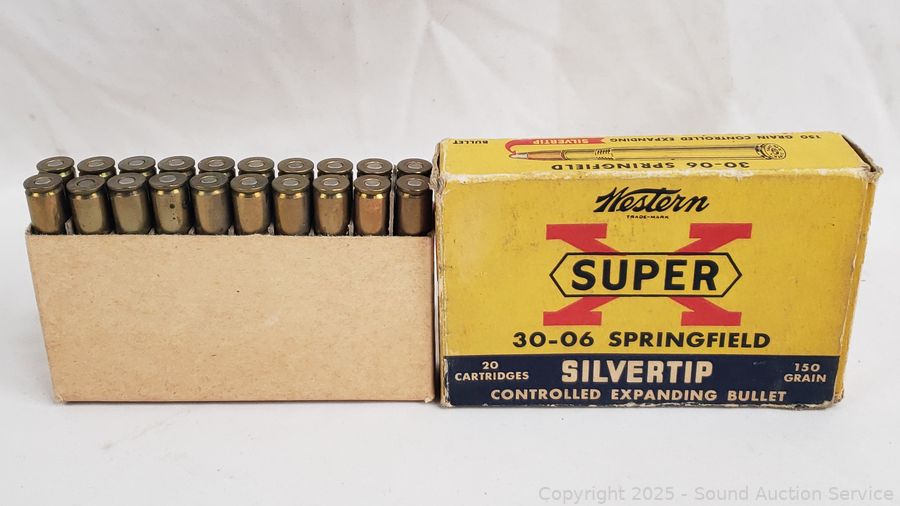 150 GRAIN CONTROLLED EXPANDING SILVERTIP BULLET
30-06 SPRINGFIELD
Western
TRADE-MARK
X
SUPER
30-06 SPRINGFIELD
20
CARTRIDGES
SILVERTIP
150
GRAIN
CONTROLLED EXPANDING BULLET
Copyright © 2025 - Sound Auction Service